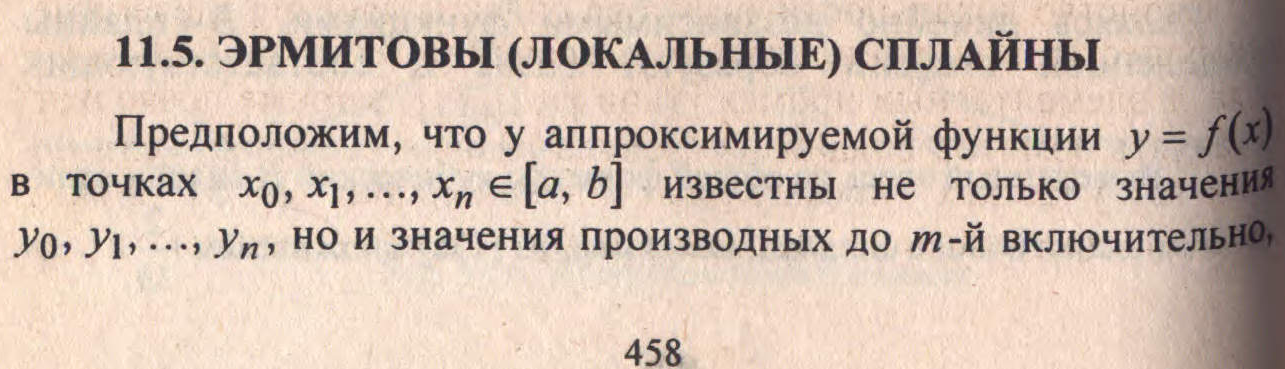 11.5. ЭРМИТОВЫ (ЛОКАЛЬНЫЕ) СПЛАЙНЫ
Предположим, что у аппроксимируемой функции y = f(x)
в точках x₀, x₁, ..., xₙ ∈ [a, b] известны не только значения
y₀, y₁, ..., yₙ, но и значения производных до m-й включительно,
458